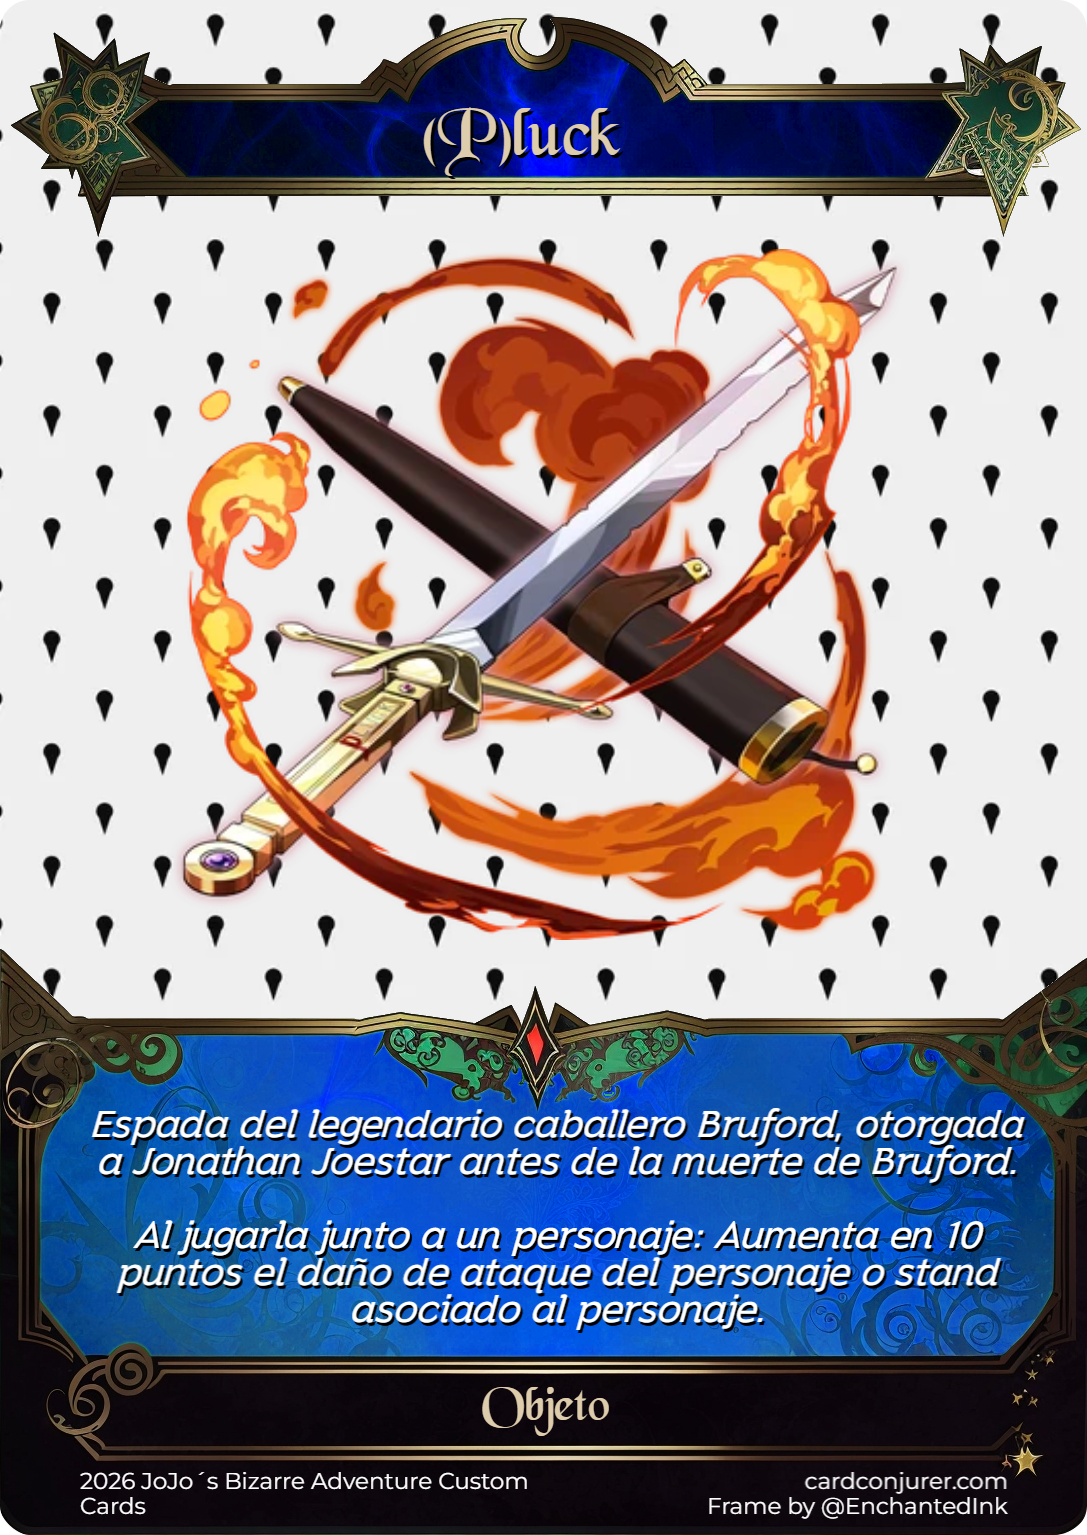 (P)luck
Espada del legendario caballero Bruford, otorgada
a Jonathan Joestar antes de la muerte de Bruford.
Al jugarla junto a un personaje: Aumenta en 10
puntos el daño de ataque del personaje o stand
asociado al personaje.
Objeto
2026 JoJo´s Bizarre Adventure Custom
Cards
cardconjurer.com
Frame by @EnchantedInk